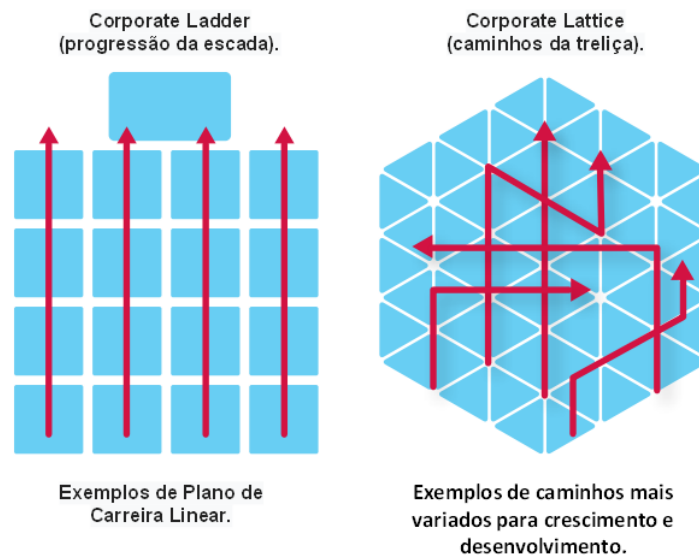 Corporate Ladder
(progressão da escada).
Corporate Lattice
(caminhos da treliça).
Exemplos de Plano de
Carreira Linear.
Exemplos de caminhos mais
variados para crescimento e
desenvolvimento.